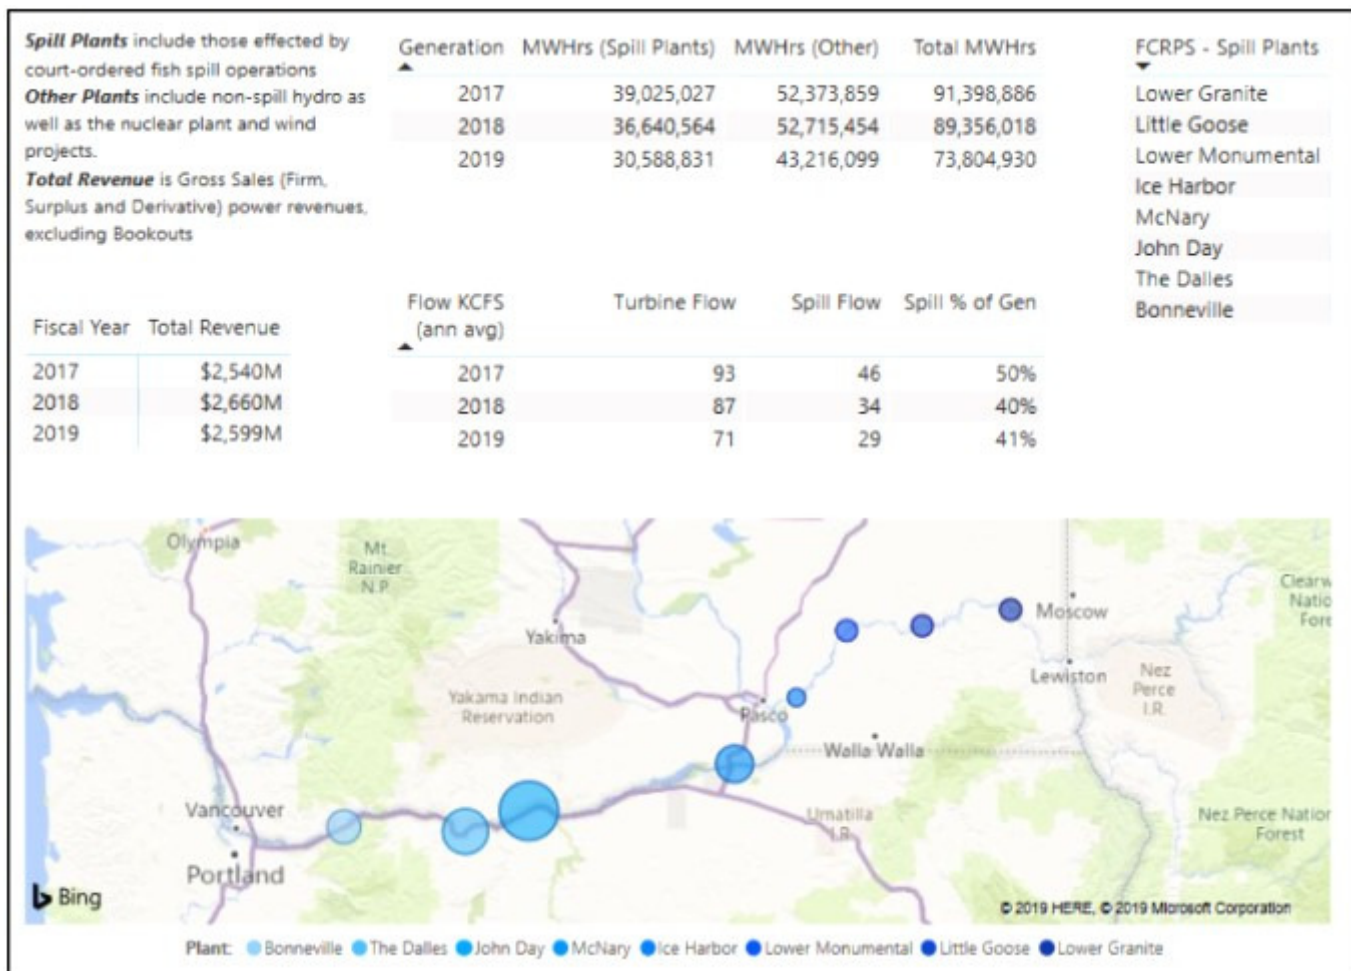 Spill Plants include those effected by
court-ordered fish spill operations
Other Plants include non-spill hydro as
well as the nuclear plant and wind
projects.
Total Revenue is Gross Sales (Firm,
Surplus and Derivative) power revenues,
excluding Bookouts
Generation MWHrs (Spill Plants) MWHrs (Other) Total MWHrs
2017 39,025,027 52,373,859 91,398,886
2018 36,640,564 52,715,454 89,356,018
2019 30,588,831 43,216,099 73,804,930
FCRPS - Spill Plants
Lower Granite
Little Goose
Lower Monumental
Ice Harbor
McNary
John Day
The Dalles
Bonneville
Fiscal Year Total Revenue
2017 $2,540M
2018 $2,660M
2019 $2,599M
Flow KCFS Turbine Flow Spill Flow Spill % of Gen
(ann avg)
2017 93 46 50%
2018 87 34 40%
2019 71 29 41%
Olympia
Mt.
Rainier
N.P.
Yakima
Yakama Indian
Reservation
Pasco
Walla Walla
Moscow
Lewiston
Nez
Perce
I.R.
Clearw
Natio
Fore
Vancouver
Portland
Umatilla
I.R.
Nez Perce Nation
Forest
Bing
© 2019 HERE, © 2019 Microsoft Corporation
Plant: Bonneville The Dalles John Day McNary Ice Harbor Lower Monumental Little Goose Lower Granite